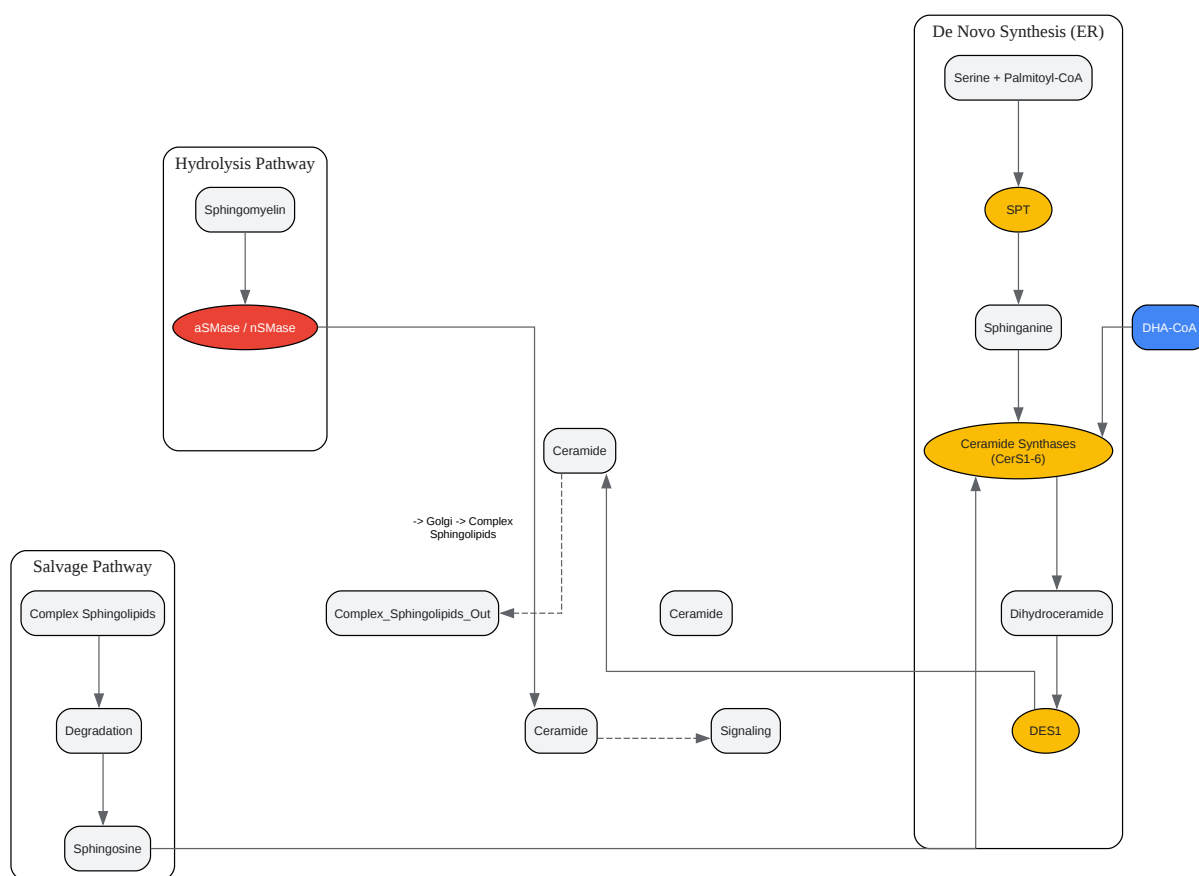 De Novo Synthesis (ER)
Serine + Palmitoyl-CoA
Hydrolysis Pathway
Sphingomyelin
SPT
aSMase / nSMase
Sphinganine
DHA-CoA
Ceramide
Ceramide Synthases
(CerS1-6)
-> Golgi -> Complex
Sphingolipids
Salvage Pathway
Complex Sphingolipids
Complex_Sphingolipids_Out
Ceramide
Dihydroceramide
Degradation
Ceramide
Signaling
DES1
Sphingosine